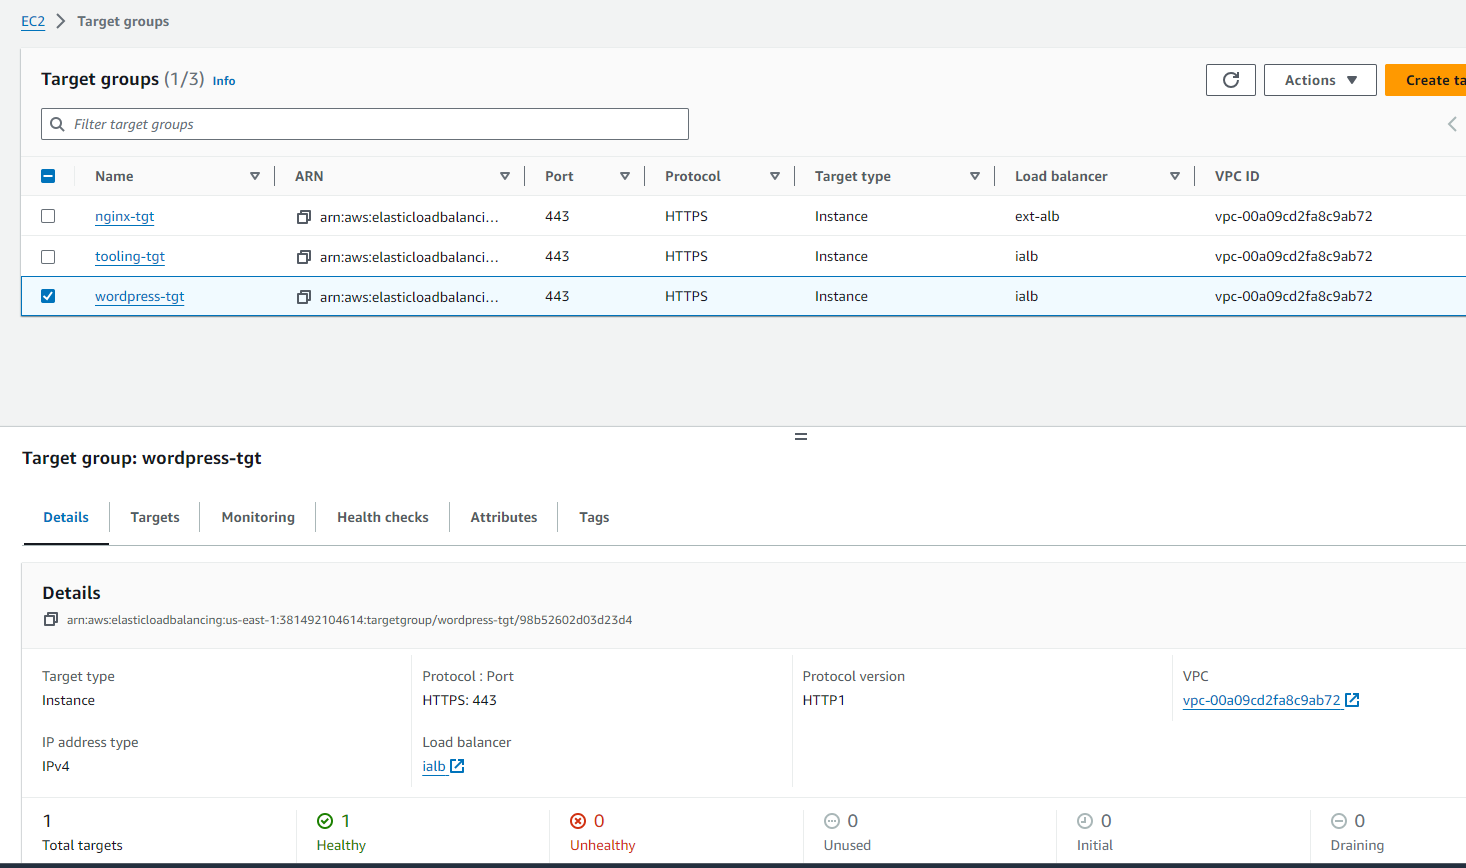 EC2 > Target groups
Target groups (1/3) Info
Actions
Create ta
Filter target groups
Name ARN Port Protocol Target type Load balancer VPC ID
nginx-tgt arn:aws:elasticloadbalanci... 443 HTTPS Instance ext-alb vpc-00a09cd2fa8c9ab72
tooling-tgt arn:aws:elasticloadbalanci... 443 HTTPS Instance ialb vpc-00a09cd2fa8c9ab72
wordpress-tgt arn:aws:elasticloadbalanci... 443 HTTPS Instance ialb vpc-00a09cd2fa8c9ab72
Target group: wordpress-tgt
Details Targets Monitoring Health checks Attributes Tags
Details
arn:aws:elasticloadbalancing:us-east-1:381492104614:targetgroup/wordpress-tgt/98b52602d03d23d4
Target type Protocol : Port Protocol version VPC
Instance HTTPS: 443 HTTP1 vpc-00a09cd2fa8c9ab72
IP address type Load balancer
IPv4 ialb
1 1 0 0 0 0
Total targets Healthy Unhealthy Unused Initial Draining